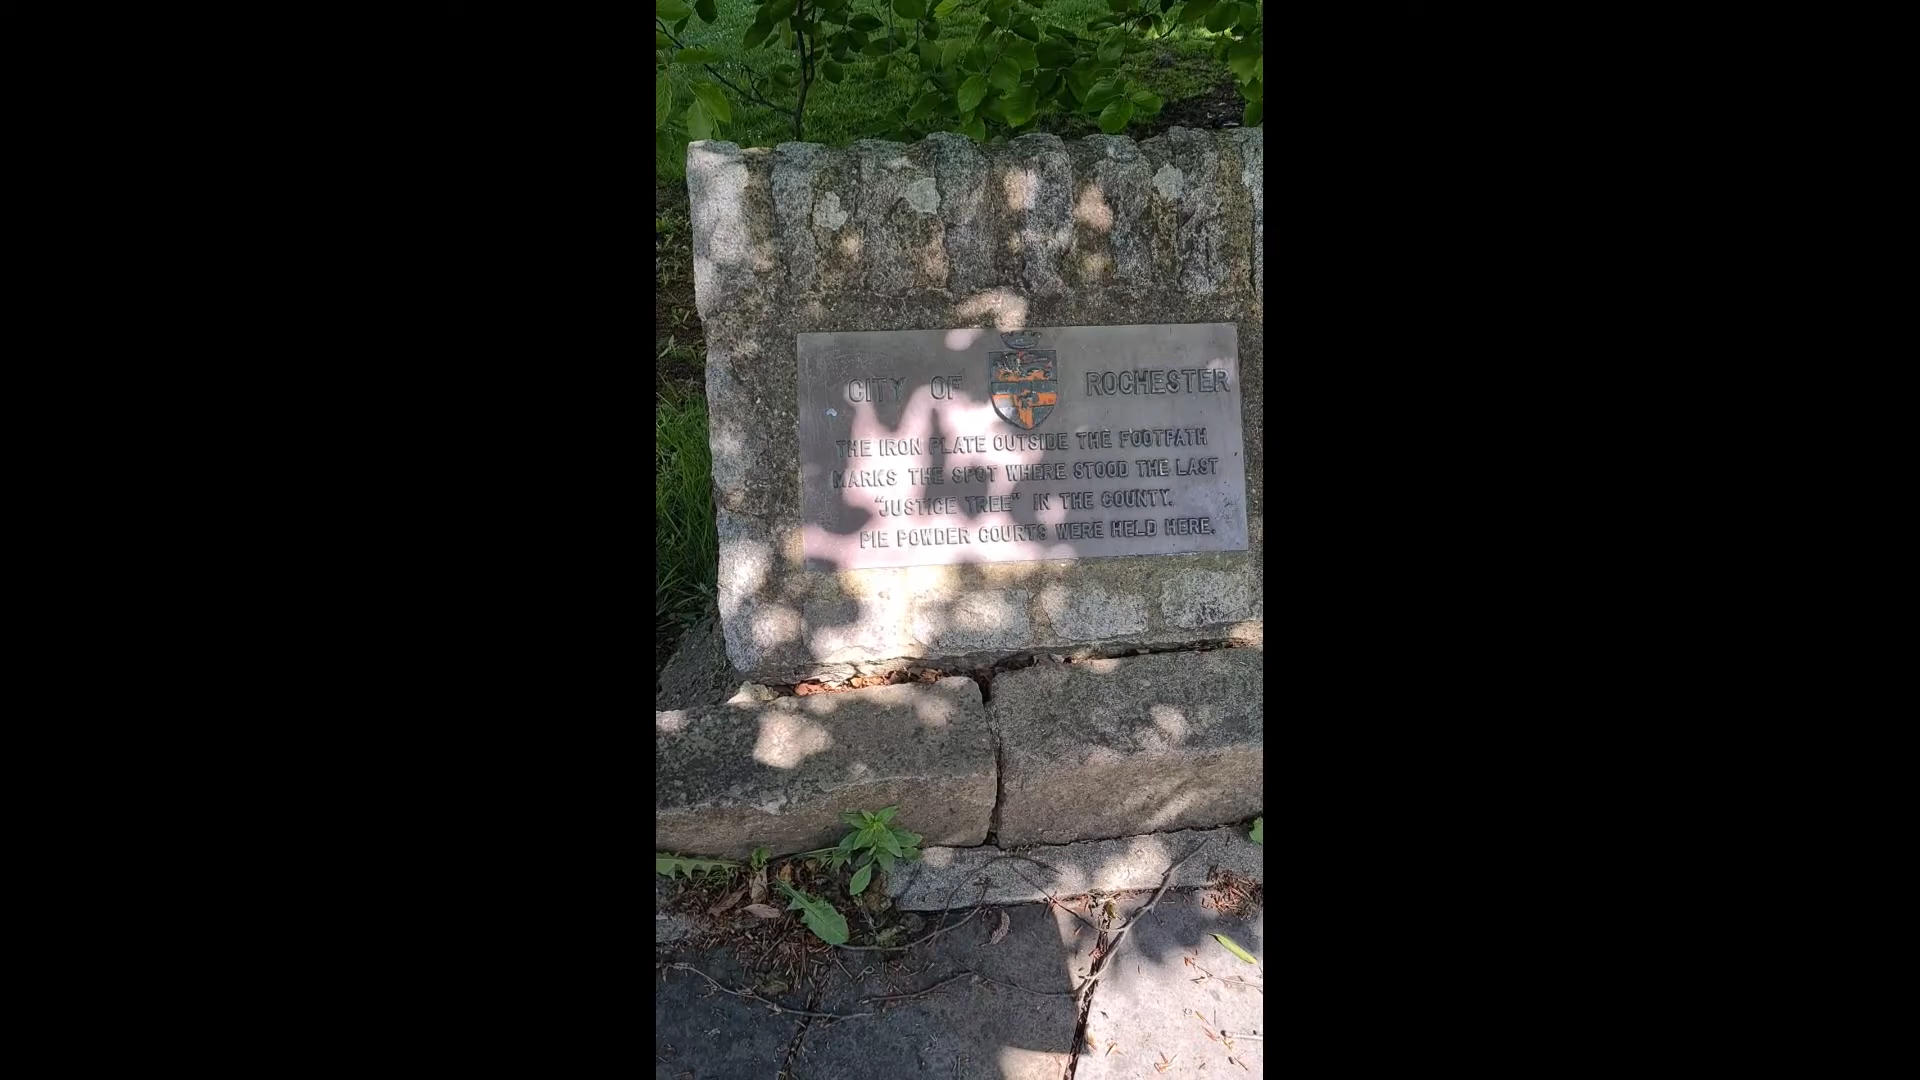 CITY OF ROCHESTER
THE IRON PLATE OUTSIDE THE FOOTPATH
MARKS THE SPOT WHERE STOOD THE LAST
"JUSTICE TREE" IN THE COUNTY.
PIE POWDER COURTS WERE HELD HERE.